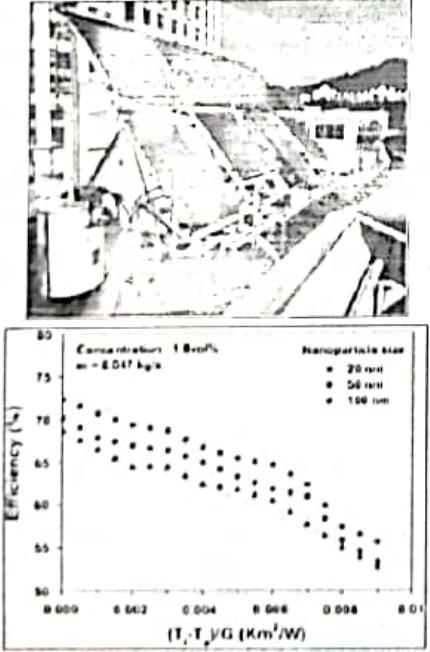 80
Concentration 1.0vol%
Nanoparticle size
m = 0.047 kg/s
20 nm
50 nm
100 nm
75
70
65
60
55
50
Efficiency (%)
0.000 0.002 0.004 0.006 0.008 0.01
(Ti-Ta)/G (Km²/W)